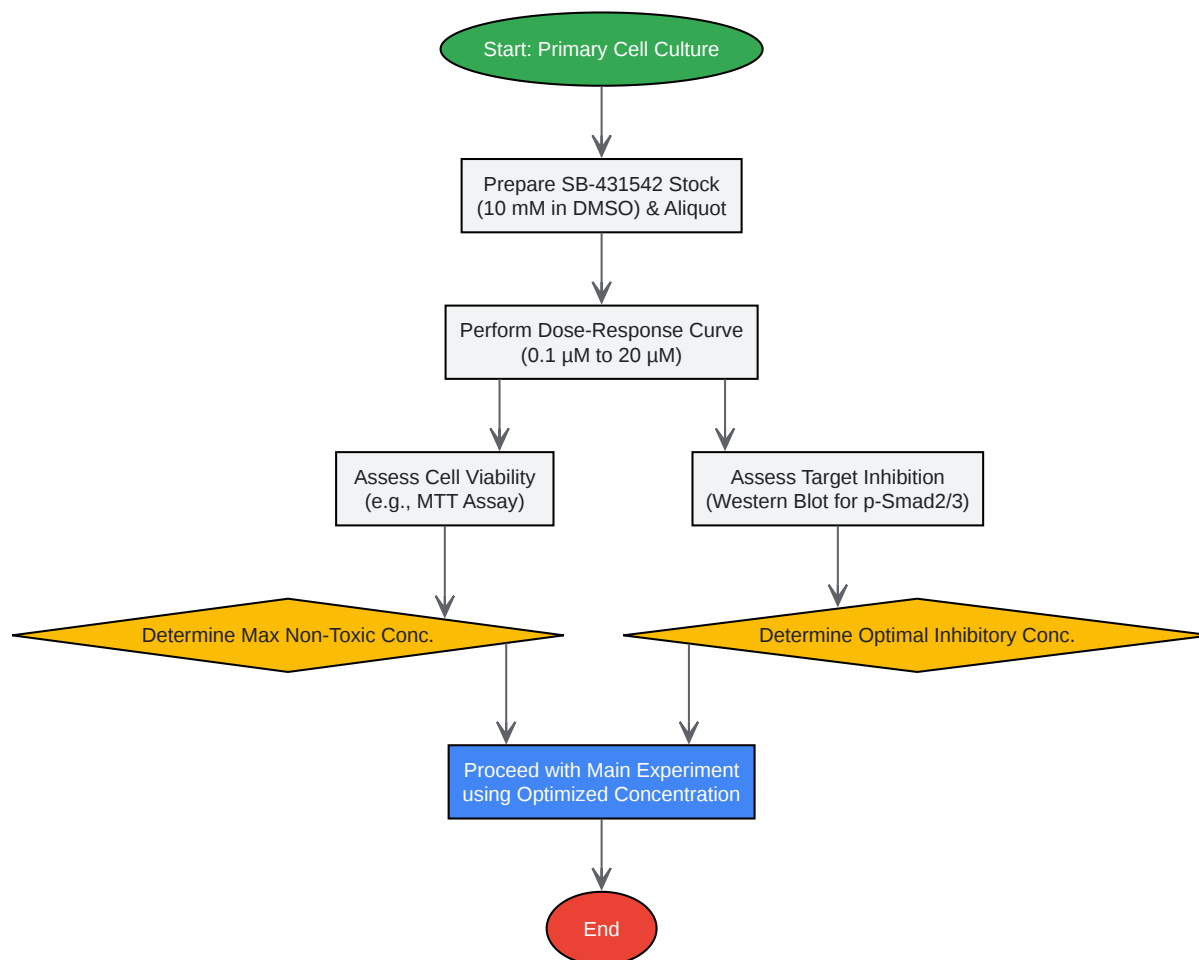 Start: Primary Cell Culture
Prepare SB-431542 Stock
(10 mM in DMSO) & Aliquot
Perform Dose-Response Curve
(0.1 µM to 20 µM)
Assess Cell Viability
(e.g., MTT Assay)
Assess Target Inhibition
(Western Blot for p-Smad2/3)
Determine Max Non-Toxic Conc.
Determine Optimal Inhibitory Conc.
Proceed with Main Experiment
using Optimized Concentration
End